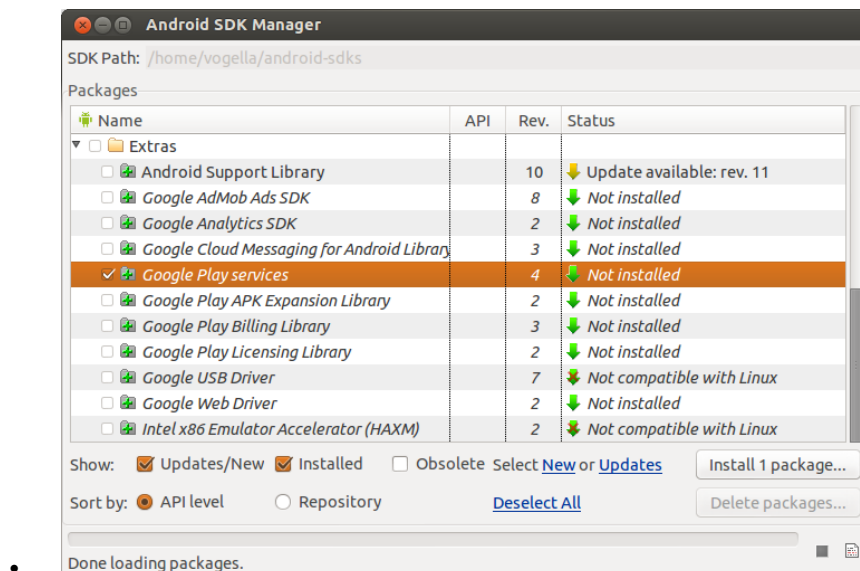 Android SDK Manager
SDK Path: /home/vogella/android-sdks
Packages
Name API Rev. Status
Extras
Android Support Library 10 Update available: rev. 11
Google AdMob Ads SDK 8 Not installed
Google Analytics SDK 2 Not installed
Google Cloud Messaging for Android Library 3 Not installed
Google Play services 4 Not installed
Google Play APK Expansion Library 2 Not installed
Google Play Billing Library 3 Not installed
Google Play Licensing Library 2 Not installed
Google USB Driver 7 Not compatible with Linux
Google Web Driver 2 Not installed
Intel x86 Emulator Accelerator (HAXM) 2 Not compatible with Linux
Show: Updates/New Installed Obsolete Select New or Updates Install 1 package...
Sort by: API level Repository Deselect All Delete packages...
Done loading packages.